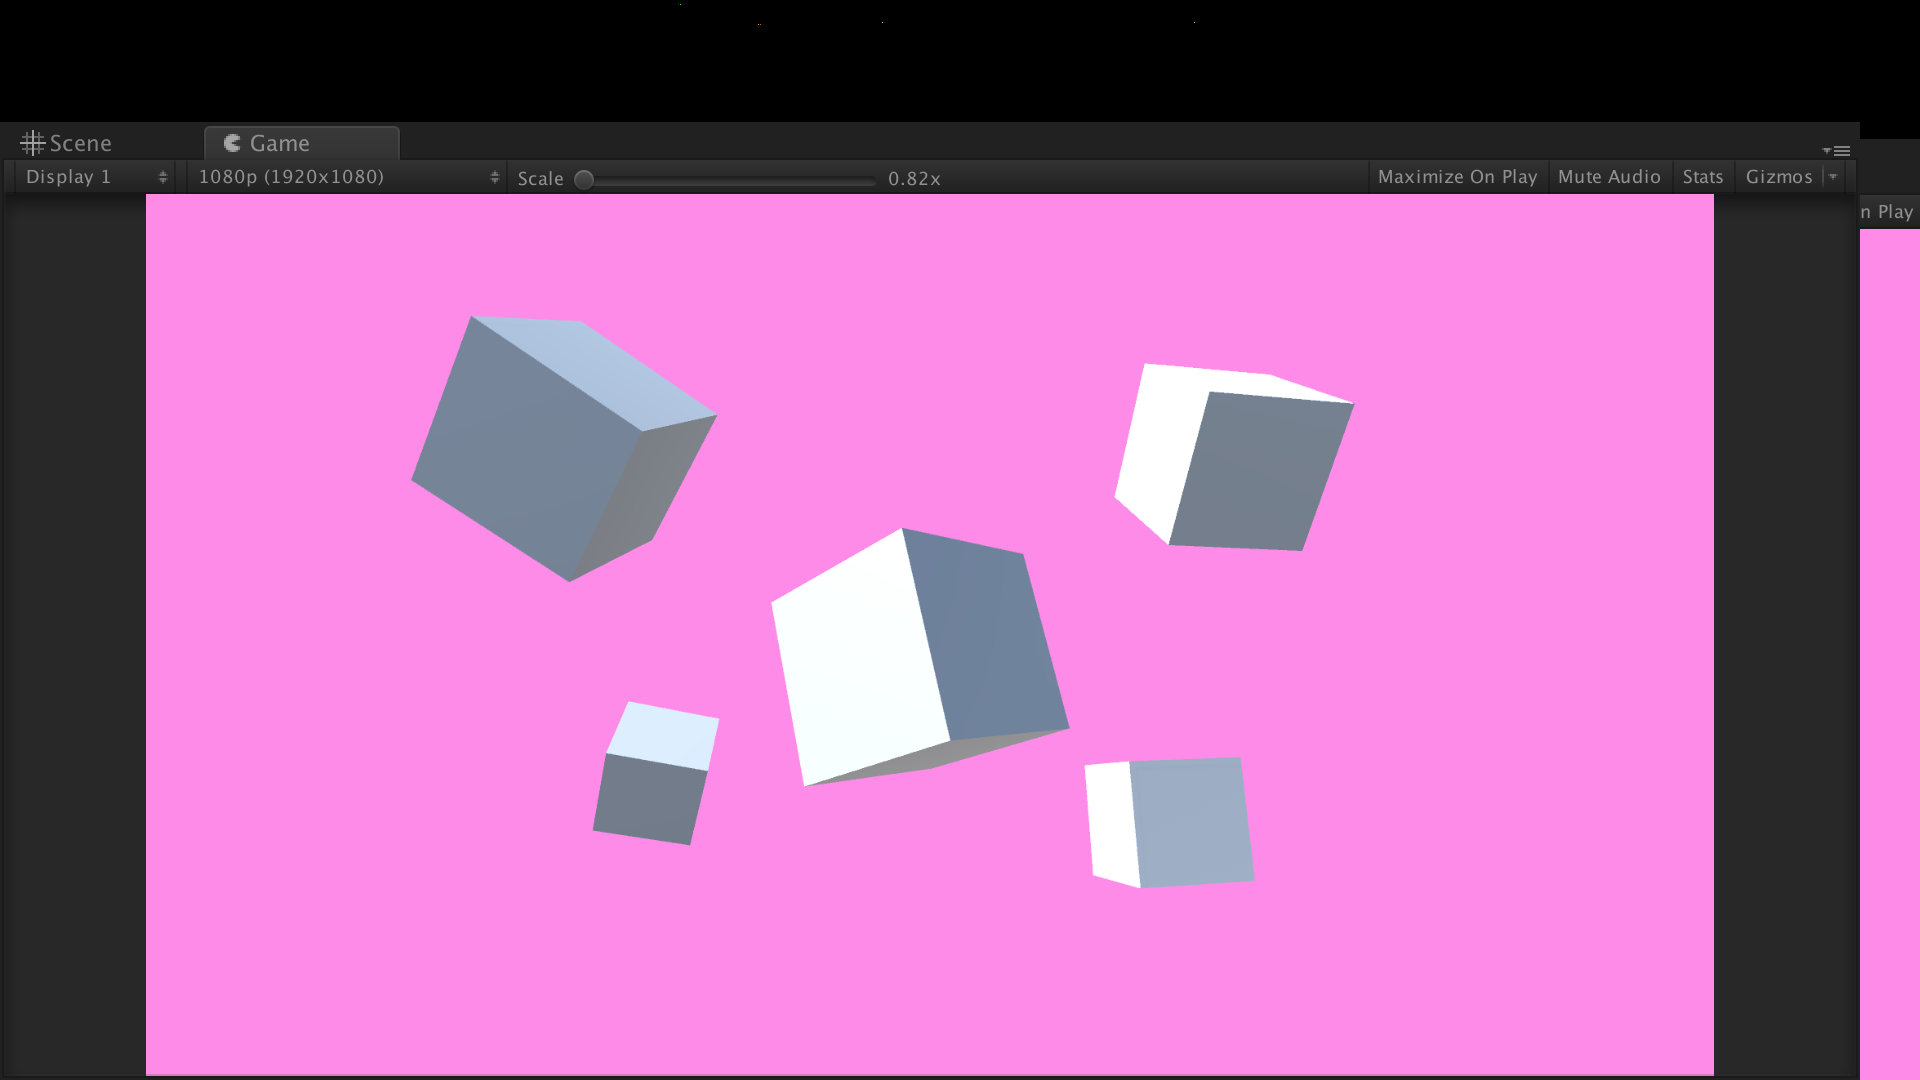 Scene Game
Display 1 1080p (1920x1080) Scale 0.82x Maximize On Play Mute Audio Stats Gizmos
n Play